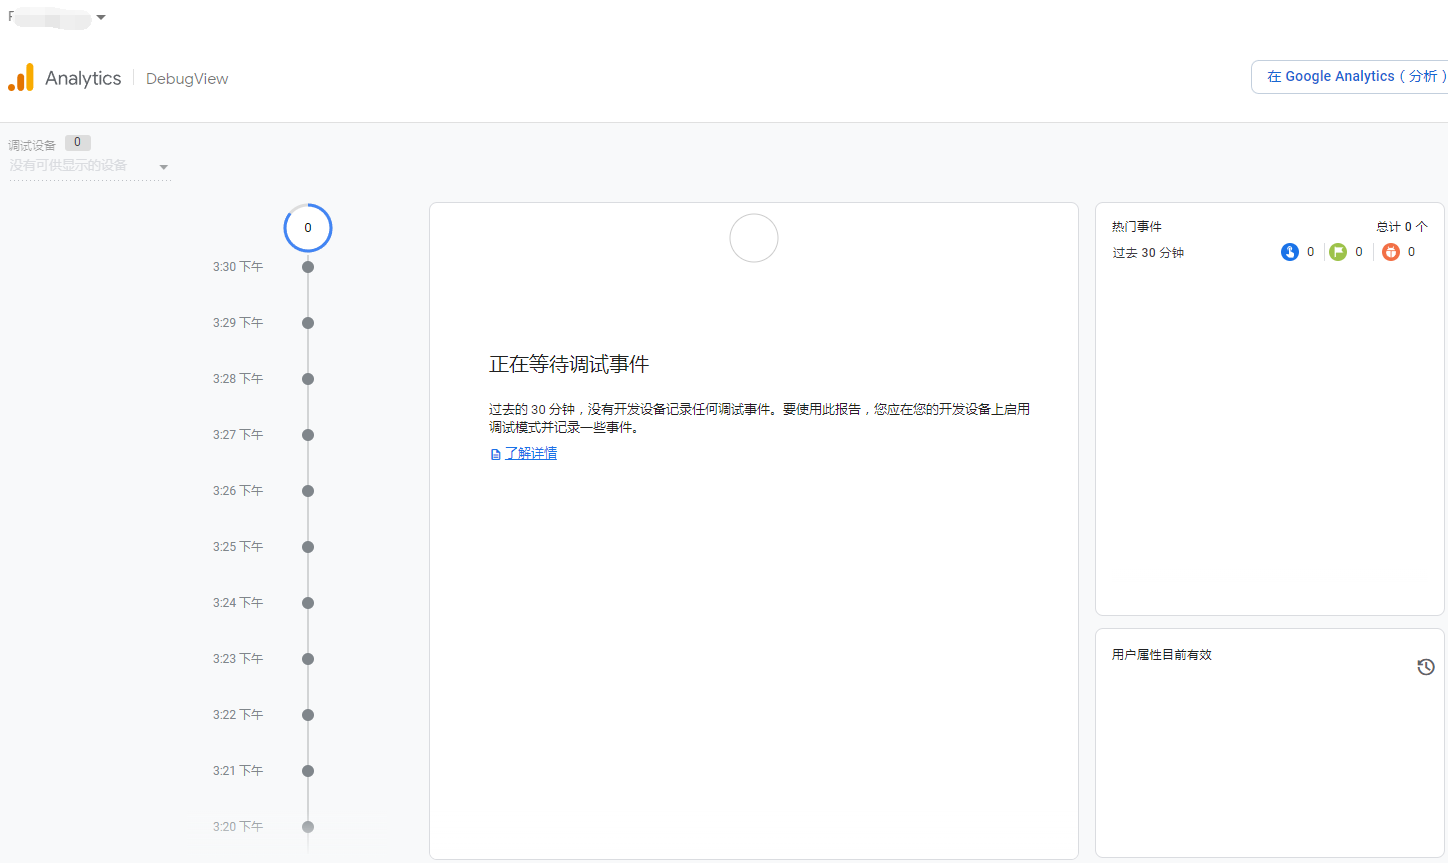 Analytics
DebugView
在 Google Analytics（分析）
调试设备 0
没有可供显示的设备
0
3:30 下午
3:29 下午
3:28 下午
3:27 下午
3:26 下午
3:25 下午
3:24 下午
3:23 下午
3:22 下午
3:21 下午
3:20 下午
正在等待调试事件
过去的 30 分钟，没有开发设备记录任何调试事件。要使用此报告，您应在您的开发设备上启用
调试模式并记录一些事件。
了解详情
热门事件 总计 0 个
过去 30 分钟 0 0 0
用户属性目前有效